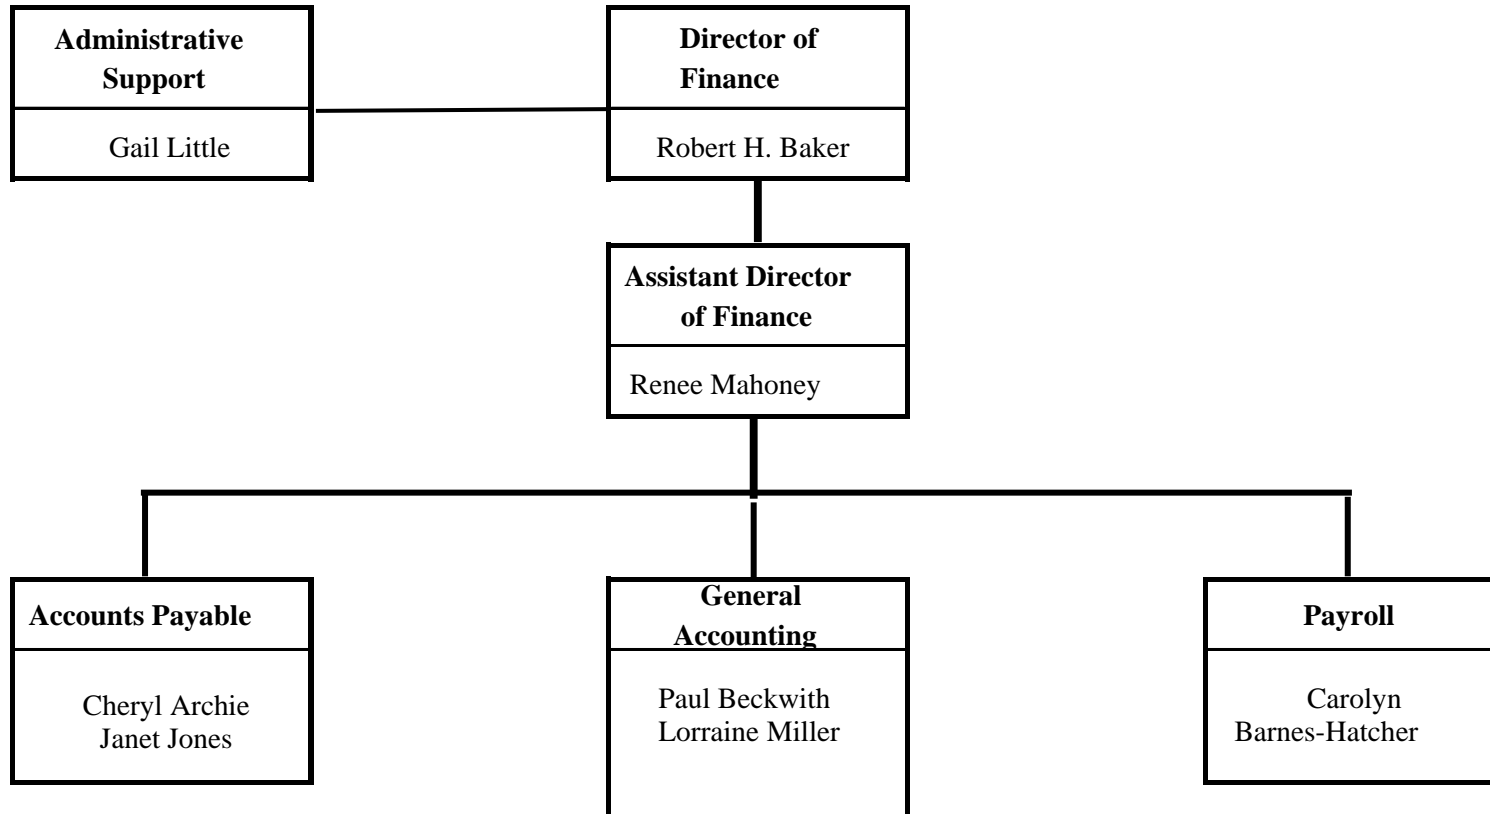 Administrative
Support
Gail Little
Director of
Finance
Robert H. Baker
Assistant Director
of Finance
Renee Mahoney
Accounts Payable
Cheryl Archie
Janet Jones
General
Accounting
Paul Beckwith
Lorraine Miller
Payroll
Carolyn
Barnes-Hatcher